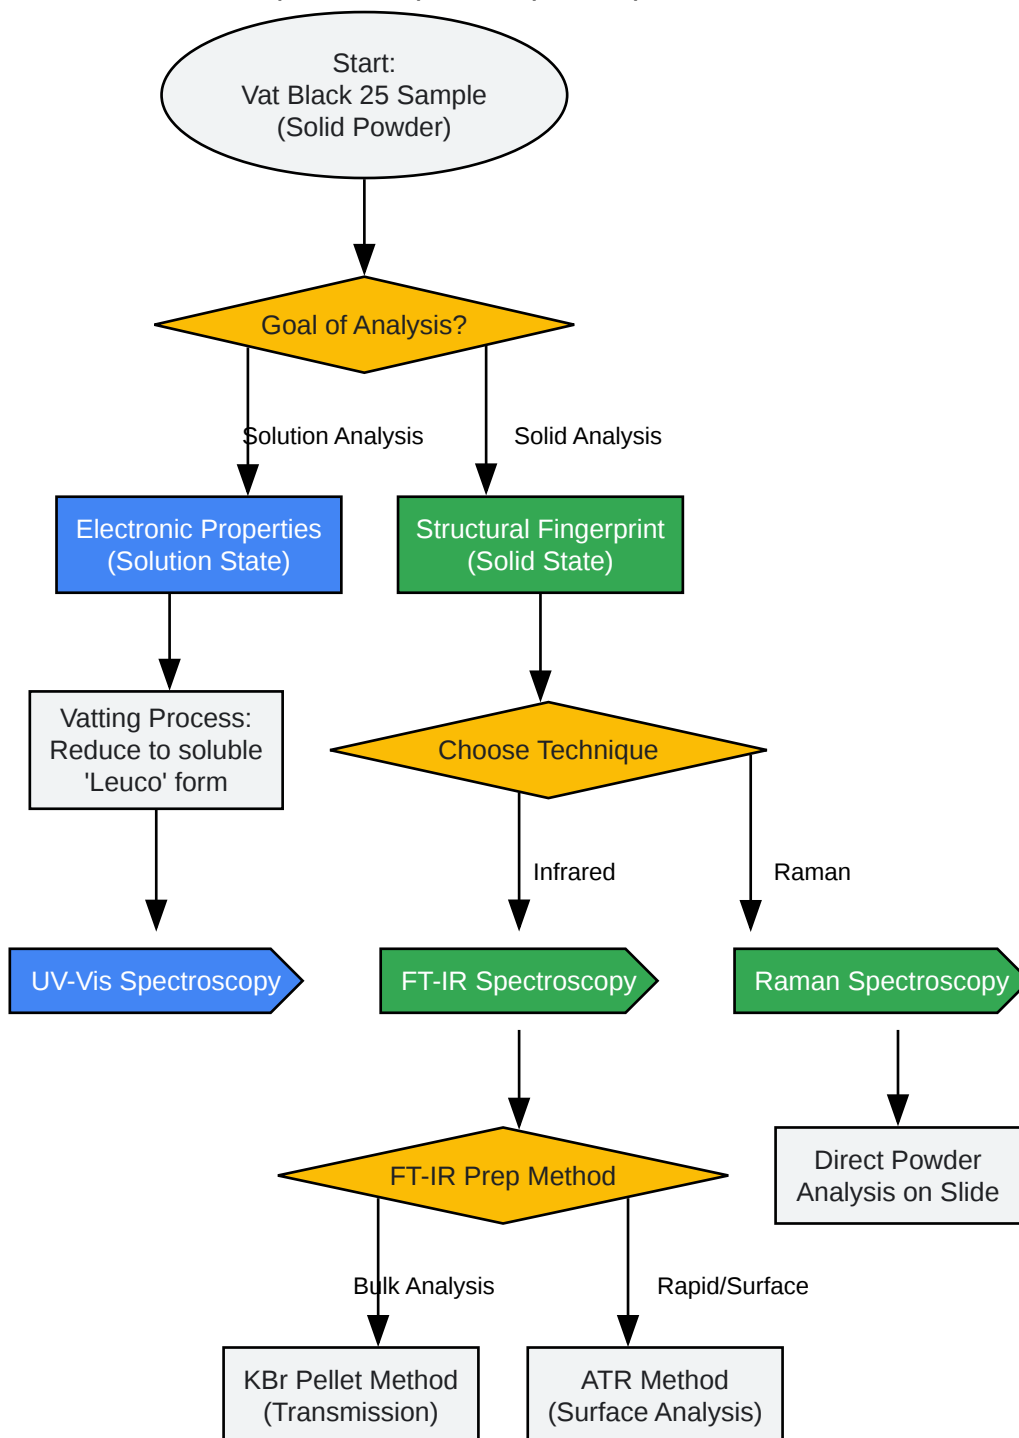 Start:
Vat Black 25 Sample
(Solid Powder)
Goal of Analysis?
Solution Analysis
Solid Analysis
Electronic Properties
(Solution State)
Structural Fingerprint
(Solid State)
Vatting Process:
Reduce to soluble
'Leuco' form
Choose Technique
Infrared
Raman
UV-Vis Spectroscopy
FT-IR Spectroscopy
Raman Spectroscopy
FT-IR Prep Method
Direct Powder
Analysis on Slide
Bulk Analysis
Rapid/Surface
KBr Pellet Method
(Transmission)
ATR Method
(Surface Analysis)